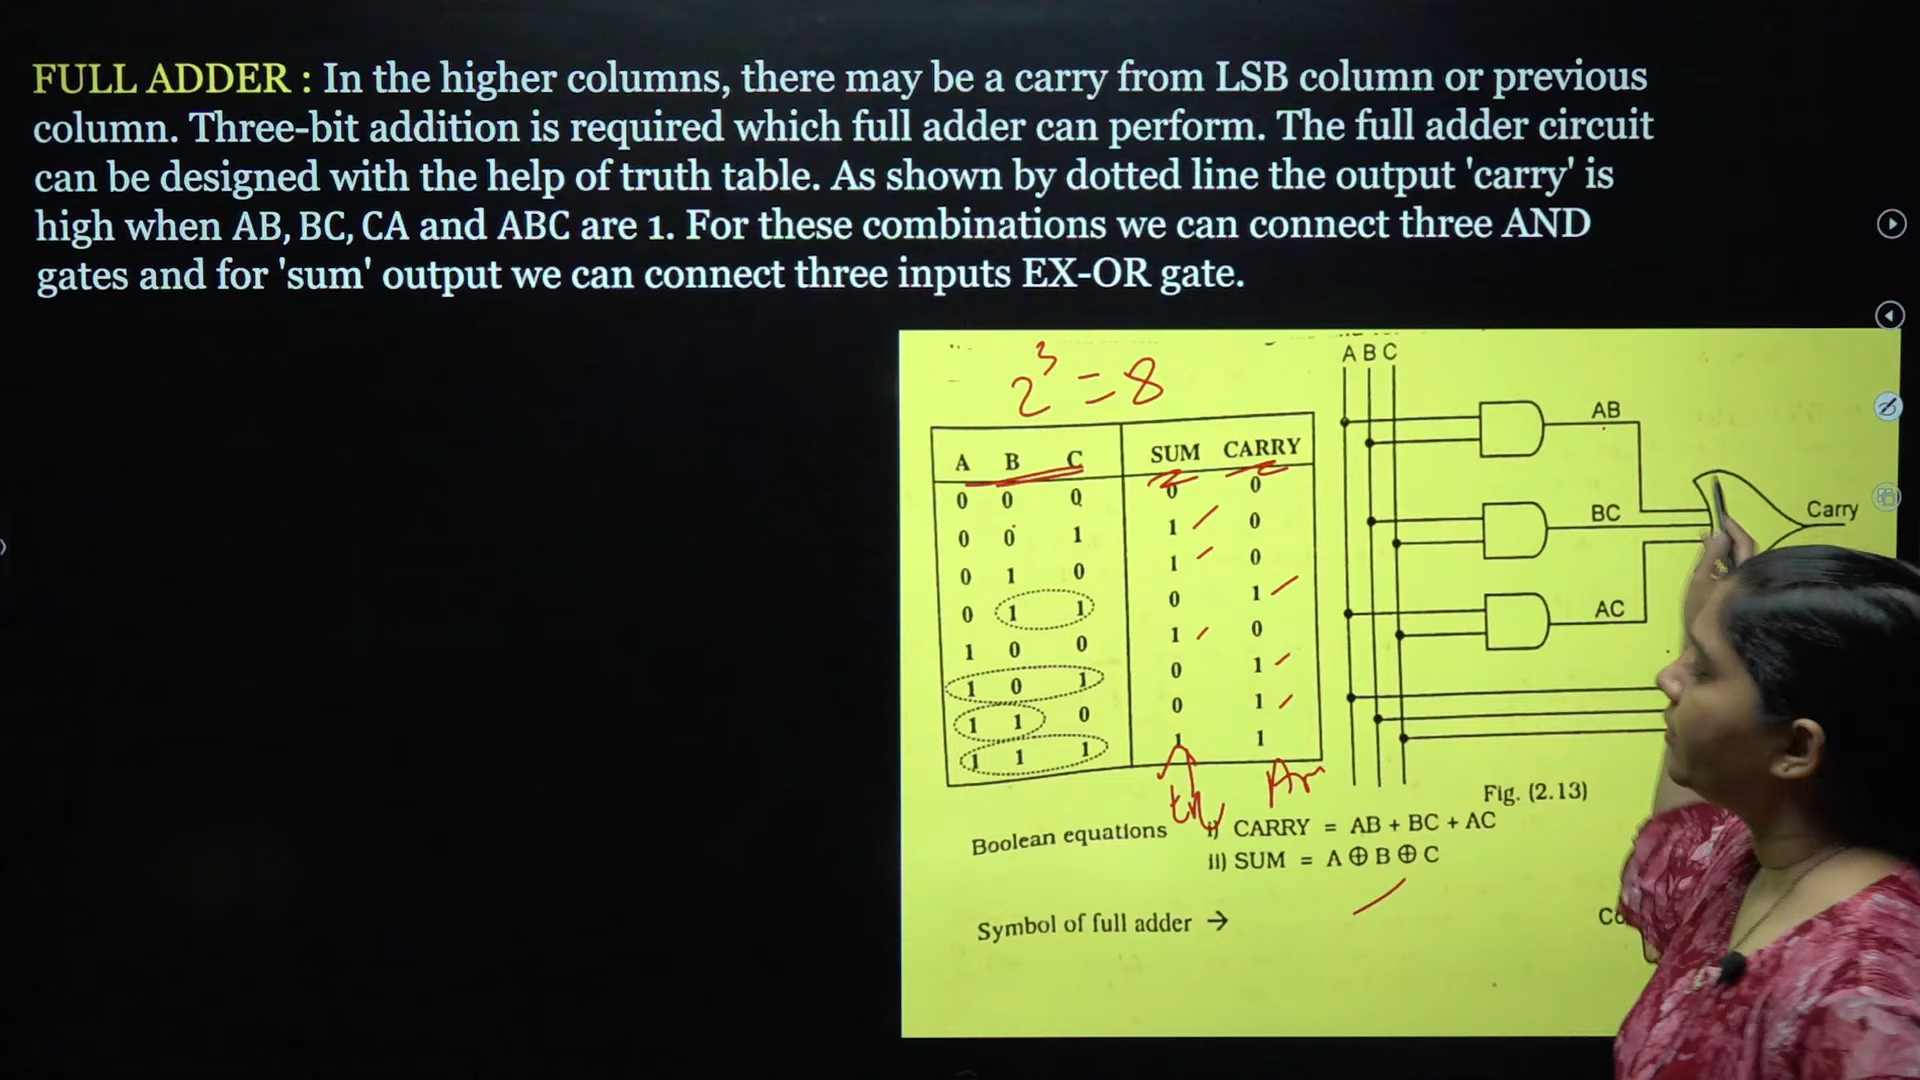 FULL ADDER : In the higher columns, there may be a carry from LSB column or previous
column. Three-bit addition is required which full adder can perform. The full adder circuit
can be designed with the help of truth table. As shown by dotted line the output 'carry' is
high when AB, BC, CA and ABC are 1. For these combinations we can connect three AND
gates and for 'sum' output we can connect three inputs EX-OR gate.
2³ = 8
A B C SUM CARRY
0 0 0 0 0
0 0 1 1 0
0 1 0 1 0
0 1 1 0 1
1 0 0 1 0
1 0 1 0 1
1 1 0 0 1
1 1 1 1 1
A B C
AB
BC
AC
Carry
Fig. (2.13)
Boolean equations i) CARRY = AB + BC + AC
ii) SUM = A ⊕ B ⊕ C
Symbol of full adder →